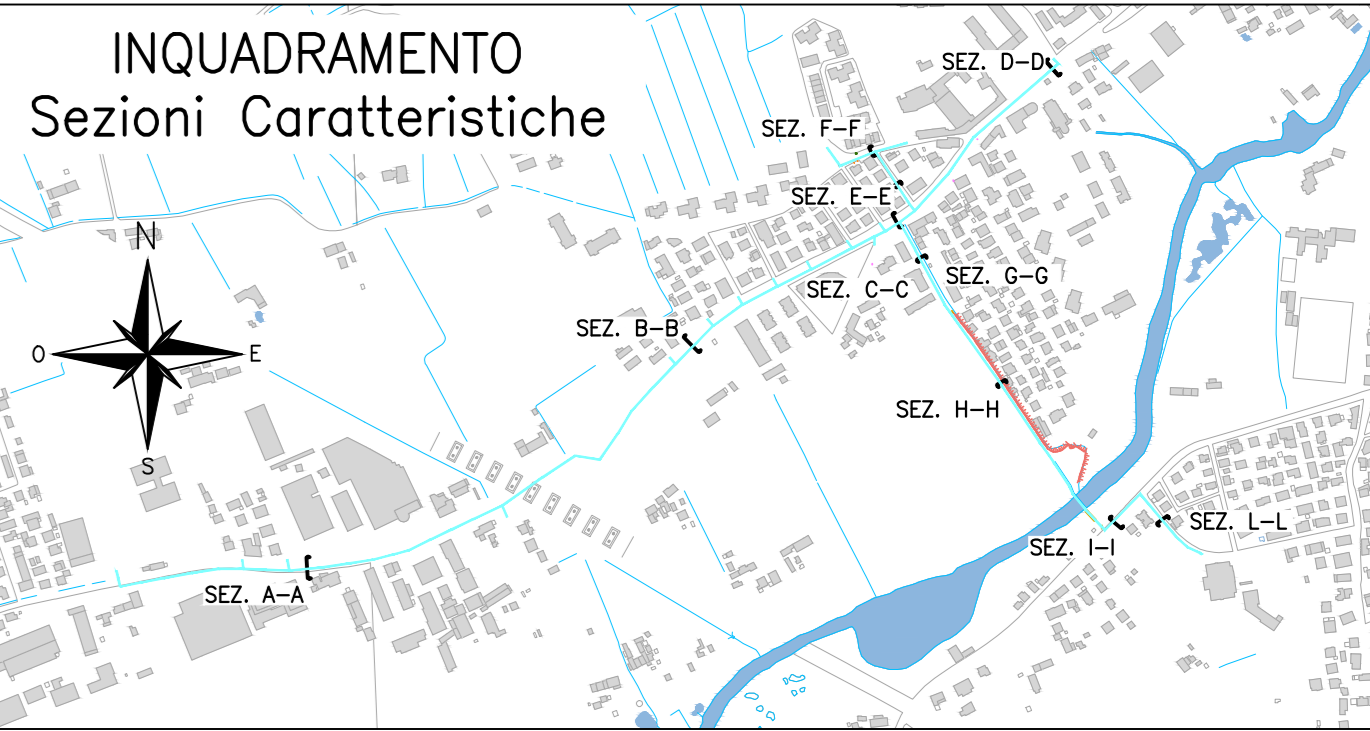 INQUADRAMENTO
Sezioni Caratteristiche
SEZ. D-D
SEZ. F-F
SEZ. E-E
N
SEZ. G-G
SEZ. C-C
SEZ. B-B
O
E
SEZ. H-H
S
SEZ. L-L
SEZ. I-I
SEZ. A-A